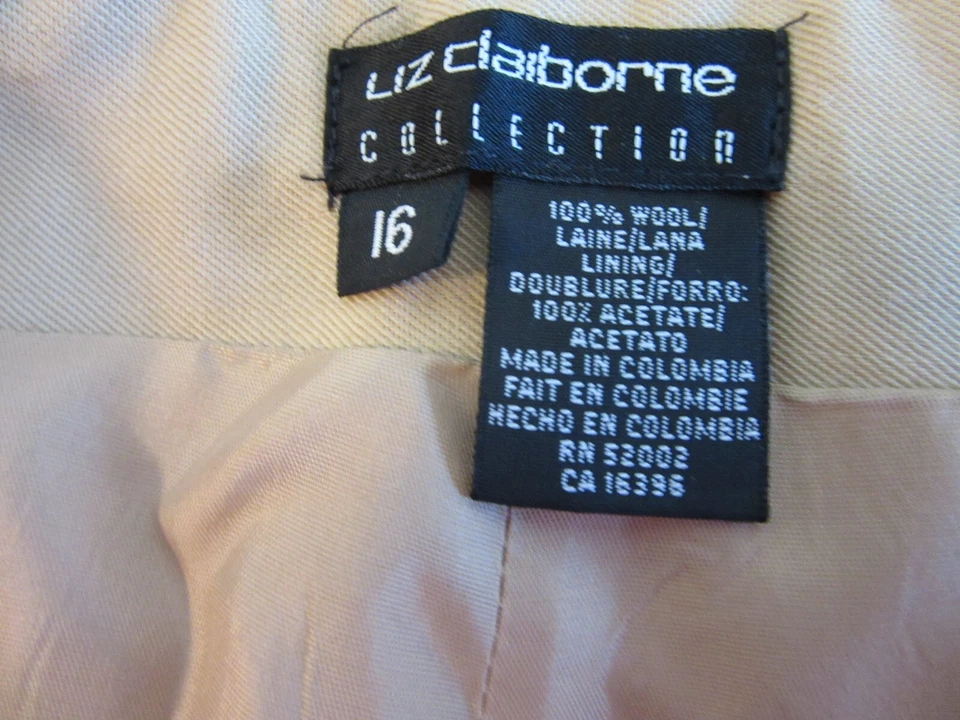 Liz claiborne
COLLECTION
16
100% WOOL/
LAINE/LANA
LINING/
DOUBLURE/FORRO:
100% ACETATE/
ACETATO
MADE IN COLOMBIA
FAIT EN COLOMBIE
HECHO EN COLOMBIA
RN 52002
CA 16396